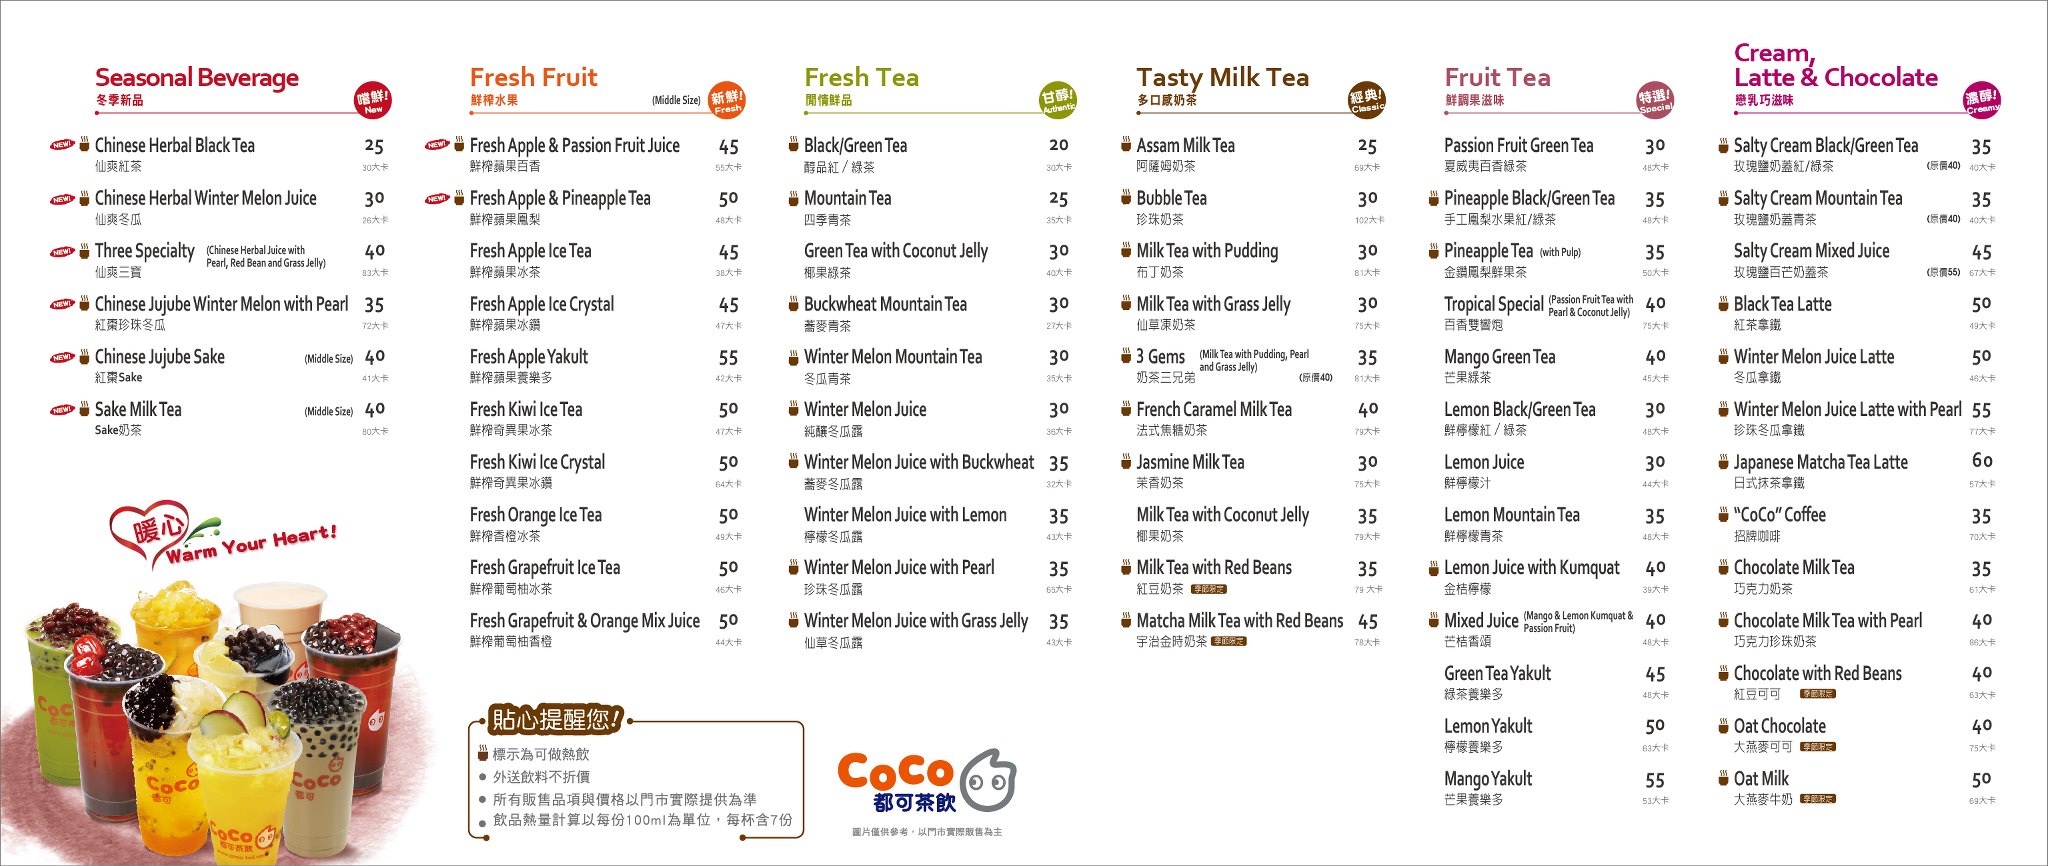 Seasonal Beverage
冬季新品
嚐鮮!
New
NEW! Chinese Herbal Black Tea 25
仙爽紅茶 30大卡
NEW! Chinese Herbal Winter Melon Juice 30
仙爽冬瓜 26大卡
NEW! Three Specialty (Chinese Herbal Juice with 40
Pearl, Red Bean and Grass Jelly)
仙爽三寶 83大卡
NEW! Chinese Jujube Winter Melon with Pearl 35
紅棗珍珠冬瓜 72大卡
NEW! Chinese Jujube Sake (Middle Size) 40
紅棗Sake 41大卡
NEW! Sake Milk Tea (Middle Size) 40
Sake奶茶 80大卡
暖心
Warm Your Heart!
CoCo
都可
CoCo
都可茶飲
CoCo
都可
Fresh Fruit
鮮榨水果 (Middle Size)
新鮮!
Fresh
NEW! Fresh Apple & Passion Fruit Juice 45
鮮榨蘋果百香 55大卡
NEW! Fresh Apple & Pineapple Tea 50
鮮榨蘋果鳳梨 48大卡
Fresh Apple Ice Tea 45
鮮榨蘋果冰茶 38大卡
Fresh Apple Ice Crystal 45
鮮榨蘋果冰鑽 47大卡
Fresh Apple Yakult 55
鮮榨蘋果養樂多 42大卡
Fresh Kiwi Ice Tea 50
鮮榨奇異果冰茶 47大卡
Fresh Kiwi Ice Crystal 50
鮮榨奇異果冰鑽 64大卡
Fresh Orange Ice Tea 50
鮮榨香橙冰茶 49大卡
Fresh Grapefruit Ice Tea 50
鮮榨葡萄柚冰茶 46大卡
Fresh Grapefruit & Orange Mix Juice 50
鮮榨葡萄柚香橙 44大卡
貼心提醒您!
標示為可做熱飲
● 外送飲料不折價
● 所有販售品項與價格以門市實際提供為準
● 飲品熱量計算以每份100ml為單位，每杯含7份
Fresh Tea
閒情鮮品
甘醇!
Authentic
Black/Green Tea 20
醇品紅 / 綠茶 30大卡
Mountain Tea 25
四季青茶 35大卡
Green Tea with Coconut Jelly 30
椰果綠茶 40大卡
Buckwheat Mountain Tea 30
蕎麥青茶 27大卡
Winter Melon Mountain Tea 30
冬瓜青茶 35大卡
Winter Melon Juice 30
純釀冬瓜露 36大卡
Winter Melon Juice with Buckwheat 35
蕎麥冬瓜露 32大卡
Winter Melon Juice with Lemon 35
檸檬冬瓜露 43大卡
Winter Melon Juice with Pearl 35
珍珠冬瓜露 65大卡
Winter Melon Juice with Grass Jelly 35
仙草冬瓜露 43大卡
CoCo
都可茶飲
圖片僅供參考，以門市實際販售為主
Tasty Milk Tea
多口感奶茶
經典!
Classic
Assam Milk Tea 25
阿薩姆奶茶 69大卡
Bubble Tea 30
珍珠奶茶 102大卡
Milk Tea with Pudding 30
布丁奶茶 81大卡
Milk Tea with Grass Jelly 30
仙草凍奶茶 75大卡
3 Gems (Milk Tea with Pudding, Pearl 35
and Grass Jelly)
奶茶三兄弟 (原價40) 81大卡
French Caramel Milk Tea 40
法式焦糖奶茶 79大卡
Jasmine Milk Tea 30
茉香奶茶 75大卡
Milk Tea with Coconut Jelly 35
椰果奶茶 79大卡
Milk Tea with Red Beans 35
紅豆奶茶 季節限定 79 大卡
Matcha Milk Tea with Red Beans 45
宇治金時奶茶 季節限定 78大卡
Fruit Tea
鮮調果滋味
特選!
Special
Passion Fruit Green Tea 30
夏威夷百香綠茶 48大卡
Pineapple Black/Green Tea 35
手工鳳梨水果紅/綠茶 48大卡
Pineapple Tea (with Pulp) 35
金鑽鳳梨鮮果茶 50大卡
Tropical Special (Passion Fruit Tea with 40
Pearl & Coconut Jelly)
百香雙響炮 75大卡
Mango Green Tea 40
芒果綠茶 45大卡
Lemon Black/Green Tea 30
鮮檸檬紅 / 綠茶 48大卡
Lemon Juice 30
鮮檸檬汁 44大卡
Lemon Mountain Tea 35
鮮檸檬青茶 48大卡
Lemon Juice with Kumquat 40
金桔檸檬 39大卡
Mixed Juice (Mango & Lemon Kumquat & 40
Passion Fruit)
芒桔香頌 48大卡
Green Tea Yakult 45
綠茶養樂多 48大卡
Lemon Yakult 50
檸檬養樂多 63大卡
Mango Yakult 55
芒果養樂多 53大卡
Cream,
Latte & Chocolate
戀乳巧滋味
濃醇!
Creamy
Salty Cream Black/Green Tea 35
玫瑰鹽奶蓋紅/綠茶 (原價40) 40大卡
Salty Cream Mountain Tea 35
玫瑰鹽奶蓋青茶 (原價40) 40大卡
Salty Cream Mixed Juice 45
玫瑰鹽百芒奶蓋茶 (原價55) 67大卡
Black Tea Latte 50
紅茶拿鐵 49大卡
Winter Melon Juice Latte 50
冬瓜拿鐵 46大卡
Winter Melon Juice Latte with Pearl 55
珍珠冬瓜拿鐵 77大卡
Japanese Matcha Tea Latte 60
日式抹茶拿鐵 57大卡
“CoCo” Coffee 35
招牌咖啡 70大卡
Chocolate Milk Tea 35
巧克力奶茶 61大卡
Chocolate Milk Tea with Pearl 40
巧克力珍珠奶茶 86大卡
Chocolate with Red Beans 40
紅豆可可 季節限定 63大卡
Oat Chocolate 40
大燕麥可可 季節限定 75大卡
Oat Milk 50
大燕麥牛奶 季節限定 69大卡